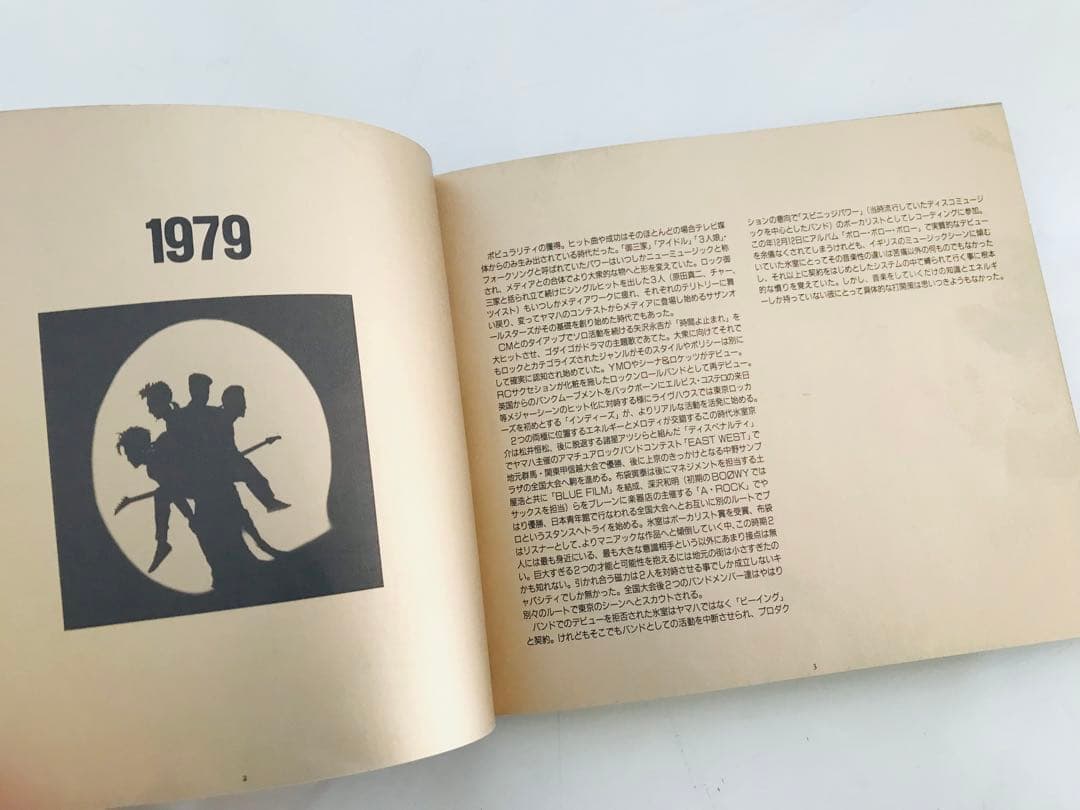 1979
2
ポピュラリティの獲得。ヒット曲や成功はそのほとんどの場合テレビ媒
体からのみ生み出されている時代だった。「御三家」「アイドル」「3人娘」・
フォークソングと呼ばれていたパワーはいつしかニューミュージックと称
され、メディアとの合体でより大衆的な物へと形を変えていた。ロック御
三家と括られ立て続けにシングルヒットを出した3人（原田真二、チャー、
ツイスト）もいつしかメディアワークに疲れ、それぞれのテリトリーに舞
い戻り、変ってヤマハのコンテストからメディアに登場し始めるサザンオ
ールスターズがその基礎を創り始めた時代でもあった。
CMとのタイアップでソロ活動を続ける矢沢永吉が「時間よ止まれ」を
大ヒットさせ、ゴダイゴがドラマの主題歌であてた。大衆に向けてそれで
もロックとカテゴライズされたジャンルがそのスタイルやポリシーは別に
して確実に認知され始めていた。YMOやシーナ&ロケッツがデビュー。
RCサクセションが化粧を施したロックンロールバンドとして再デビュー。
英国からのパンクムーブメントをバックボーンにエルビス・コステロの来日
等メジャーシーンのヒット化に対峙する様にライヴハウスでは東京ロッカ
ーズを初めとする「インディーズ」が、よりリアルな活動を活発に始める。
2つの両極に位置するエネルギーとメロディが交錯するこの時代氷室京
介は松井恒松、後に脱退する諸星アツシらと組んだ「ディスペナルティ」
でヤマハ主催のアマチュアロックバンドコンテスト「EAST WEST」で
地元群馬・関東甲信越大会で優勝、後に上京のきっかけとなる中野サンプ
ラザの全国大会へ駒を進める。布袋寅泰は後にマネジメントを担当する土
屋浩と共に「BLUE FILM」を結成、深沢和明（初期のBOØWYでは
サックスを担当）らをブレーンに楽器店の主催する「A・ROCK」でや
はり優勝、日本青年館で行なわれる全国大会へとお互いに別のルートでプ
ロというスタンスへトライを始める。氷室はボーカリスト賞を受賞、布袋
はリスナーとして、よりマニアックな作品へと傾倒していく中、この時期2
人には最も身近にいる、最も大きな意識相手という以外にあまり接点は無
い。巨大すぎる2つの才能と可能性を抱えるには地元の街は小さすぎたの
かも知れない。引かれ合う磁力は2人を対峙させる事でしか成立しないキ
ャパシティでしか無かった。全国大会後2つのバンドメンバー達はやはり
別々のルートで東京のシーンへとスカウトされる。
バンドでのデビューを拒否された氷室はヤマハではなく「ビーイング」
と契約。けれどもそこでもバンドとしての活動を中断させられ、プロダク
ションの意向で「スピニッジパワー」（当時流行していたディスコミュージ
ックを中心としたバンド）のボーカリストとしてレコーディングに参加。
この年12月12日にアルバム「ポロー・ポロー・ポロー」で実質的なデビュー
を余儀なくされてしまうけれども、イギリスのミュージックシーンに傾む
いていた氷室にとってその音楽性の違いは苦痛以外の何ものでもなかった
し、それ以上に契約をはじめとしたシステムの中で縛られて行く事に根本
的な憤りを覚えていた。しかし、音楽をしていくだけの知識とエネルギ
ーしか持っていない彼にとって具体的な打開策は思いつきようもなかった。
3